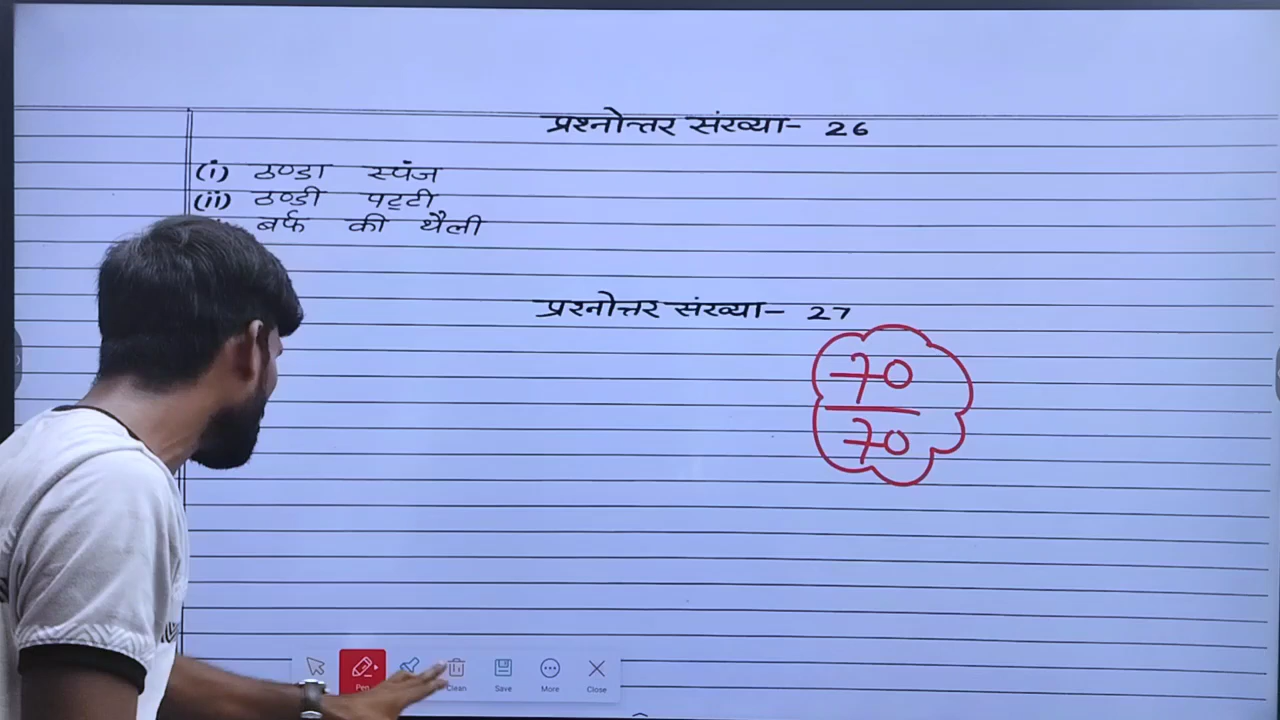 प्रश्नोत्तर संख्या- 26
(i) ठण्डा स्पंज
(ii) ठण्डी पट्टी
बर्फ की थैली
प्रश्नोत्तर संख्या- 27
70
70
Pen
Clean
Save
More
Close